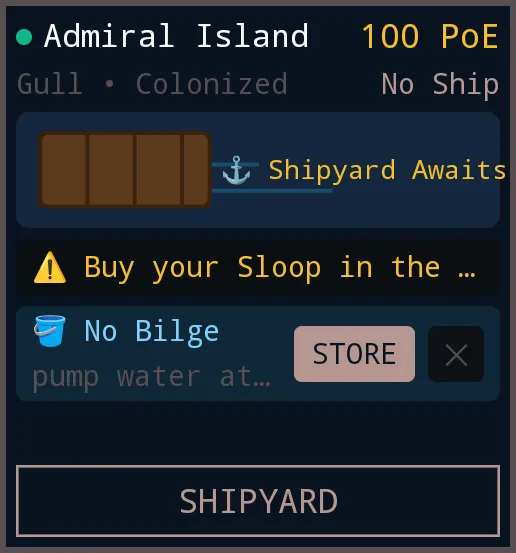 Admiral Island 100 PoE
Gull • Colonized No Ship
⚓ Shipyard Awaits
⚠️ Buy your Sloop in the …
🪣 No Bilge
pump water at…
STORE
SHIPYARD